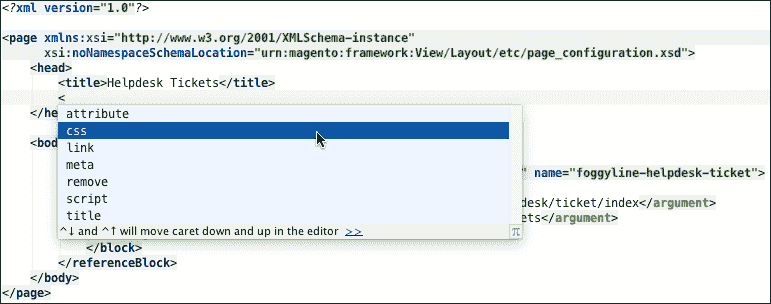 <?xml version="1.0"?>
<page xmlns:xsi="http://www.w3.org/2001/XMLSchema-instance"
xsi:noNamespaceSchemaLocation="urn:magento:framework:View/Layout/etc/page_configuration.xsd">
<head>
<title>Helpdesk Tickets</title>
<
</he
attribute
css
link
meta
remove
script
title
^↓ and ^↑ will move caret down and up in the editor >>
π
<bod
" name="foggyline-helpdesk-ticket">
desk/ticket/index</argument>
ets</argument>
</block>
</referenceBlock>
</body>
</page>